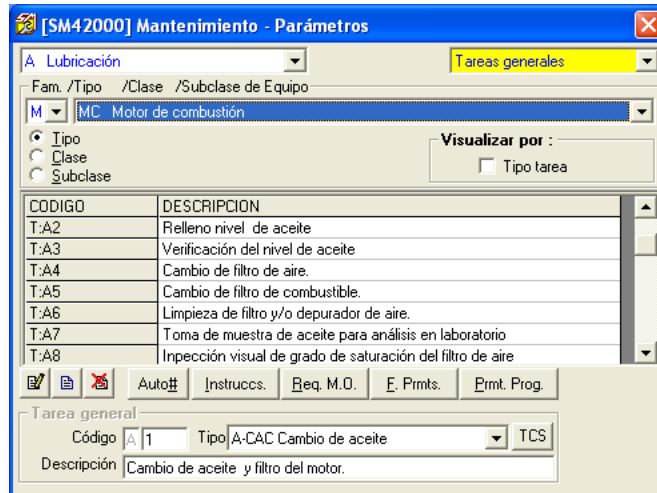 [SM42000] Mantenimiento - Parámetros
A Lubricación
Tareas generales
Fam. /Tipo /Clase /Subclase de Equipo
M
MC Motor de combustión
Tipo
Clase
Subclase
Visualizar por :
Tipo tarea
CODIGO DESCRIPCION
T:A2 Relleno nivel de aceite
T:A3 Verificación del nivel de aceite
T:A4 Cambio de filtro de aire.
T:A5 Cambio de filtro de combustible.
T:A6 Limpieza de filtro y/o depurador de aire.
T:A7 Toma de muestra de aceite para análisis en laboratorio
T:A8 Inpección visual de grado de saturación del filtro de aire
Auto# Instruccs. Req. M.O. F. Prmts. Prmt. Prog.
Tarea general
Código A 1 Tipo A-CAC Cambio de aceite TCS
Descripción Cambio de aceite y filtro del motor.